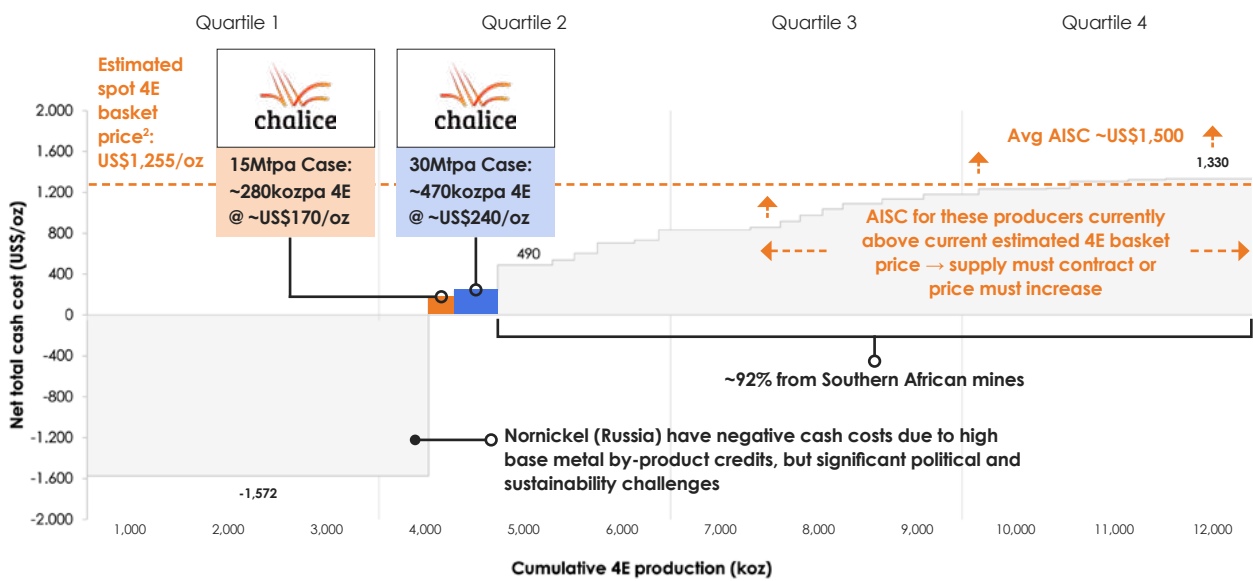 Quartile 1
Quartile 2
Quartile 3
Quartile 4
Estimated
spot 4E
basket
price²:
US$1,255/oz
chalice
15Mtpa Case:
~280kozpa 4E
@ ~US$170/oz
chalice
30Mtpa Case:
~470kozpa 4E
@ ~US$240/oz
Avg AISC ~US$1,500
1,330
490
AISC for these producers currently
above current estimated 4E basket
price → supply must contract or
price must increase
~92% from Southern African mines
Nornickel (Russia) have negative cash costs due to high
base metal by-product credits, but significant political and
sustainability challenges
-1,572
Net total cash cost (US$/oz)
2.000
1.600
1.200
800
400
0
-400
-800
-1.200
-1.600
-2.000
1,000
2,000
3,000
4,000
5,000
6,000
7,000
8,000
9,000
10,000
11,000
12,000
Cumulative 4E production (koz)